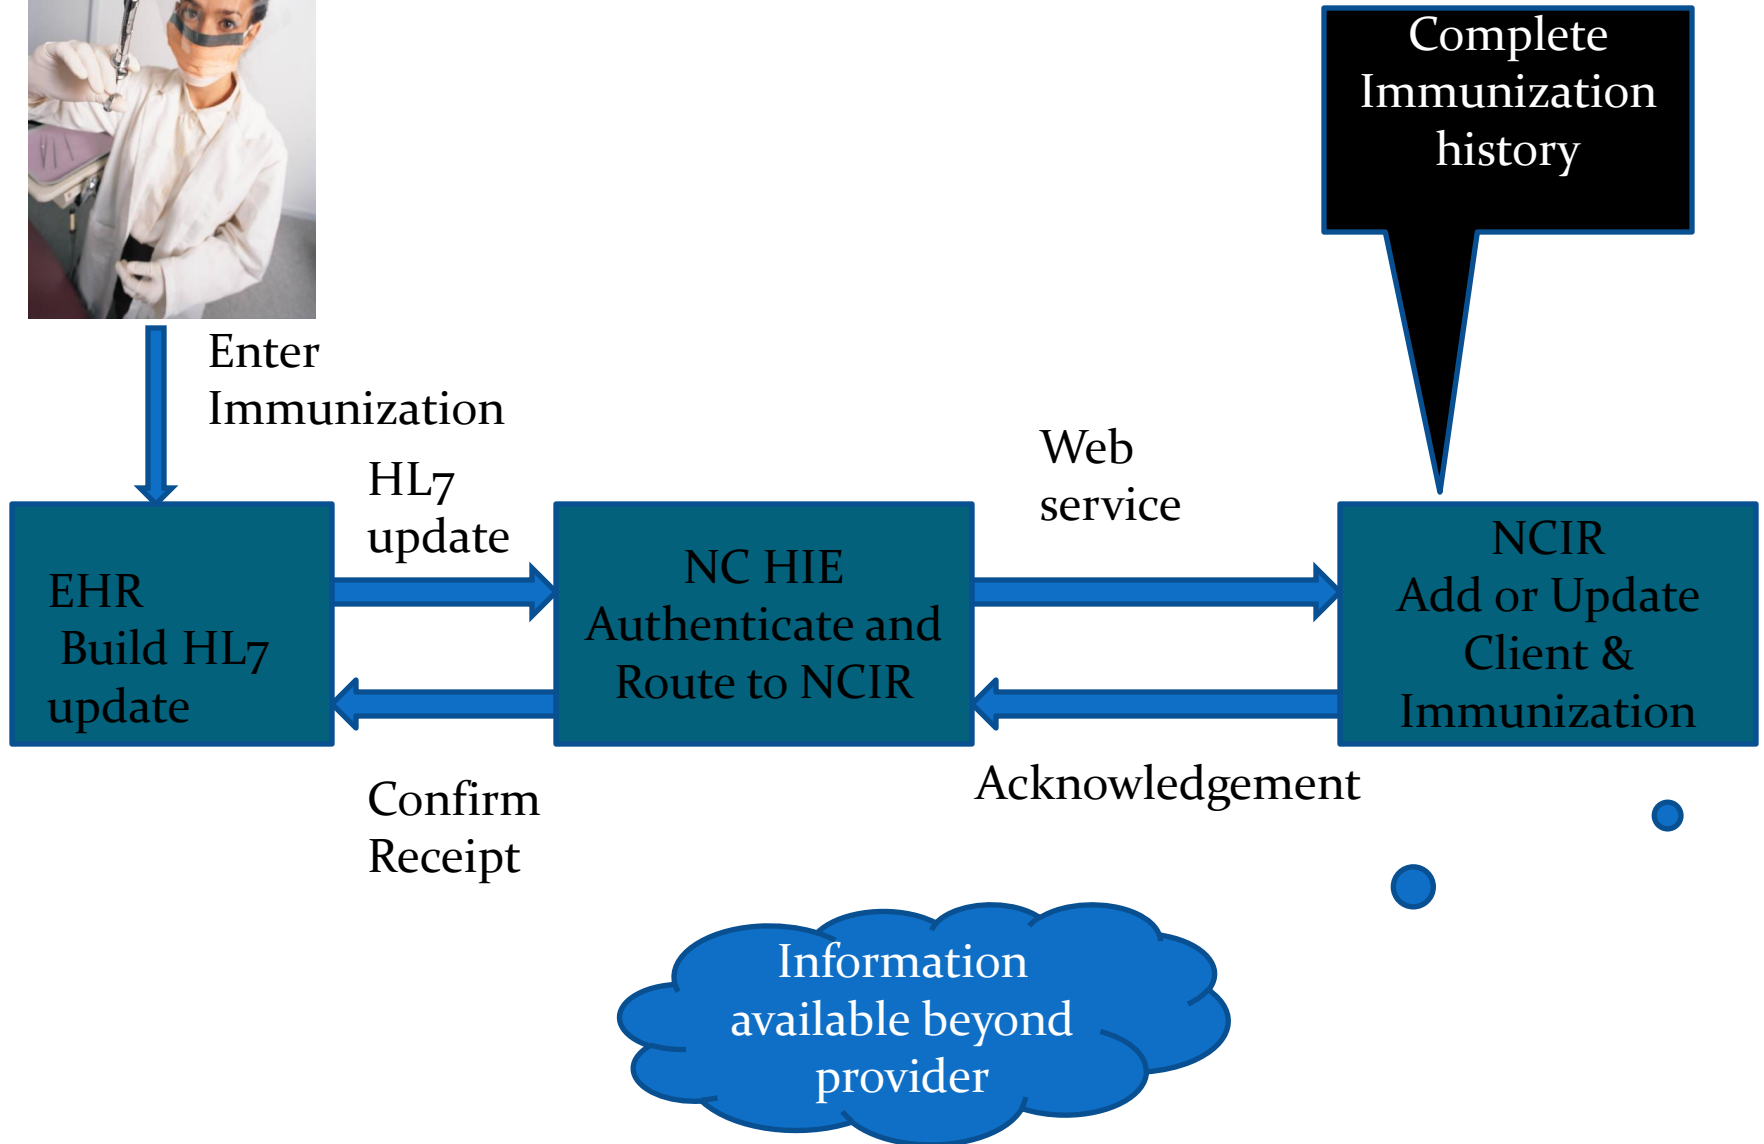 Complete
Immunization
history
Enter
Immunization
HL7
update
Web
service
EHR
Build HL7
update
NC HIE
Authenticate and
Route to NCIR
NCIR
Add or Update
Client &
Immunization
Confirm
Receipt
Acknowledgement
Information
available beyond
provider